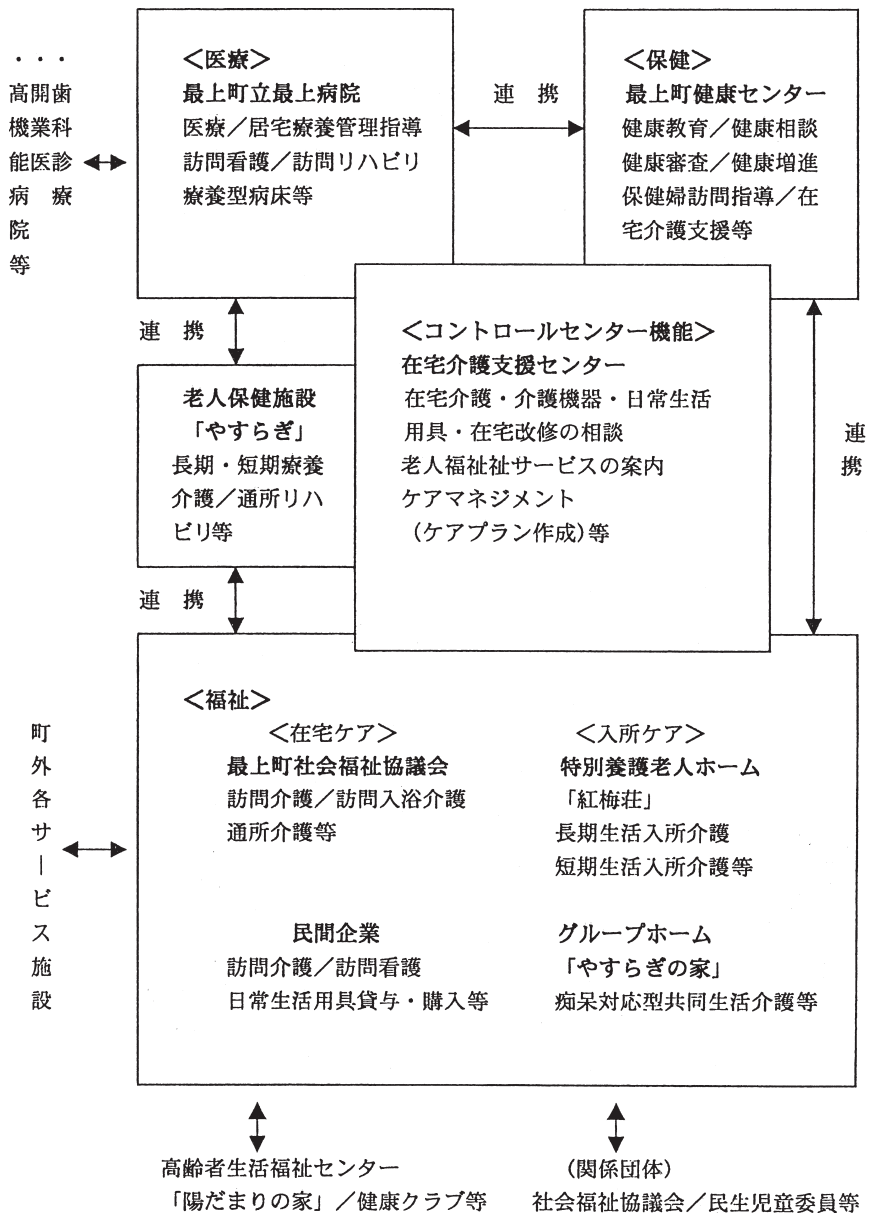 ・歯科診療
・開業医
・高機能病院等
＜医療＞
最上町立最上病院
医療／居宅療養管理指導
訪問看護／訪問リハビリ
療養型病床等
連 携
＜保健＞
最上町健康センター
健康教育／健康相談
健康審査／健康増進
保健婦訪問指導／在
宅介護支援等
連 携
＜コントロールセンター機能＞
在宅介護支援センター
在宅介護・介護機器・日常生活
用具・在宅改修の相談
老人福祉祉サービスの案内
ケアマネジメント
（ケアプラン作成）等
老人保健施設
「やすらぎ」
長期・短期療養
介護／通所リハ
ビリ等
連携
連 携
＜福祉＞
＜在宅ケア＞
最上町社会福祉協議会
訪問介護／訪問入浴介護
通所介護等
＜入所ケア＞
特別養護老人ホーム
「紅梅荘」
長期生活入所介護
短期生活入所介護等
町外各サービス施設
民間企業
訪問介護／訪問看護
日常生活用具貸与・購入等
グループホーム
「やすらぎの家」
痴呆対応型共同生活介護等
高齢者生活福祉センター
「陽だまりの家」／健康クラブ等
（関係団体）
社会福祉協議会／民生児童委員等